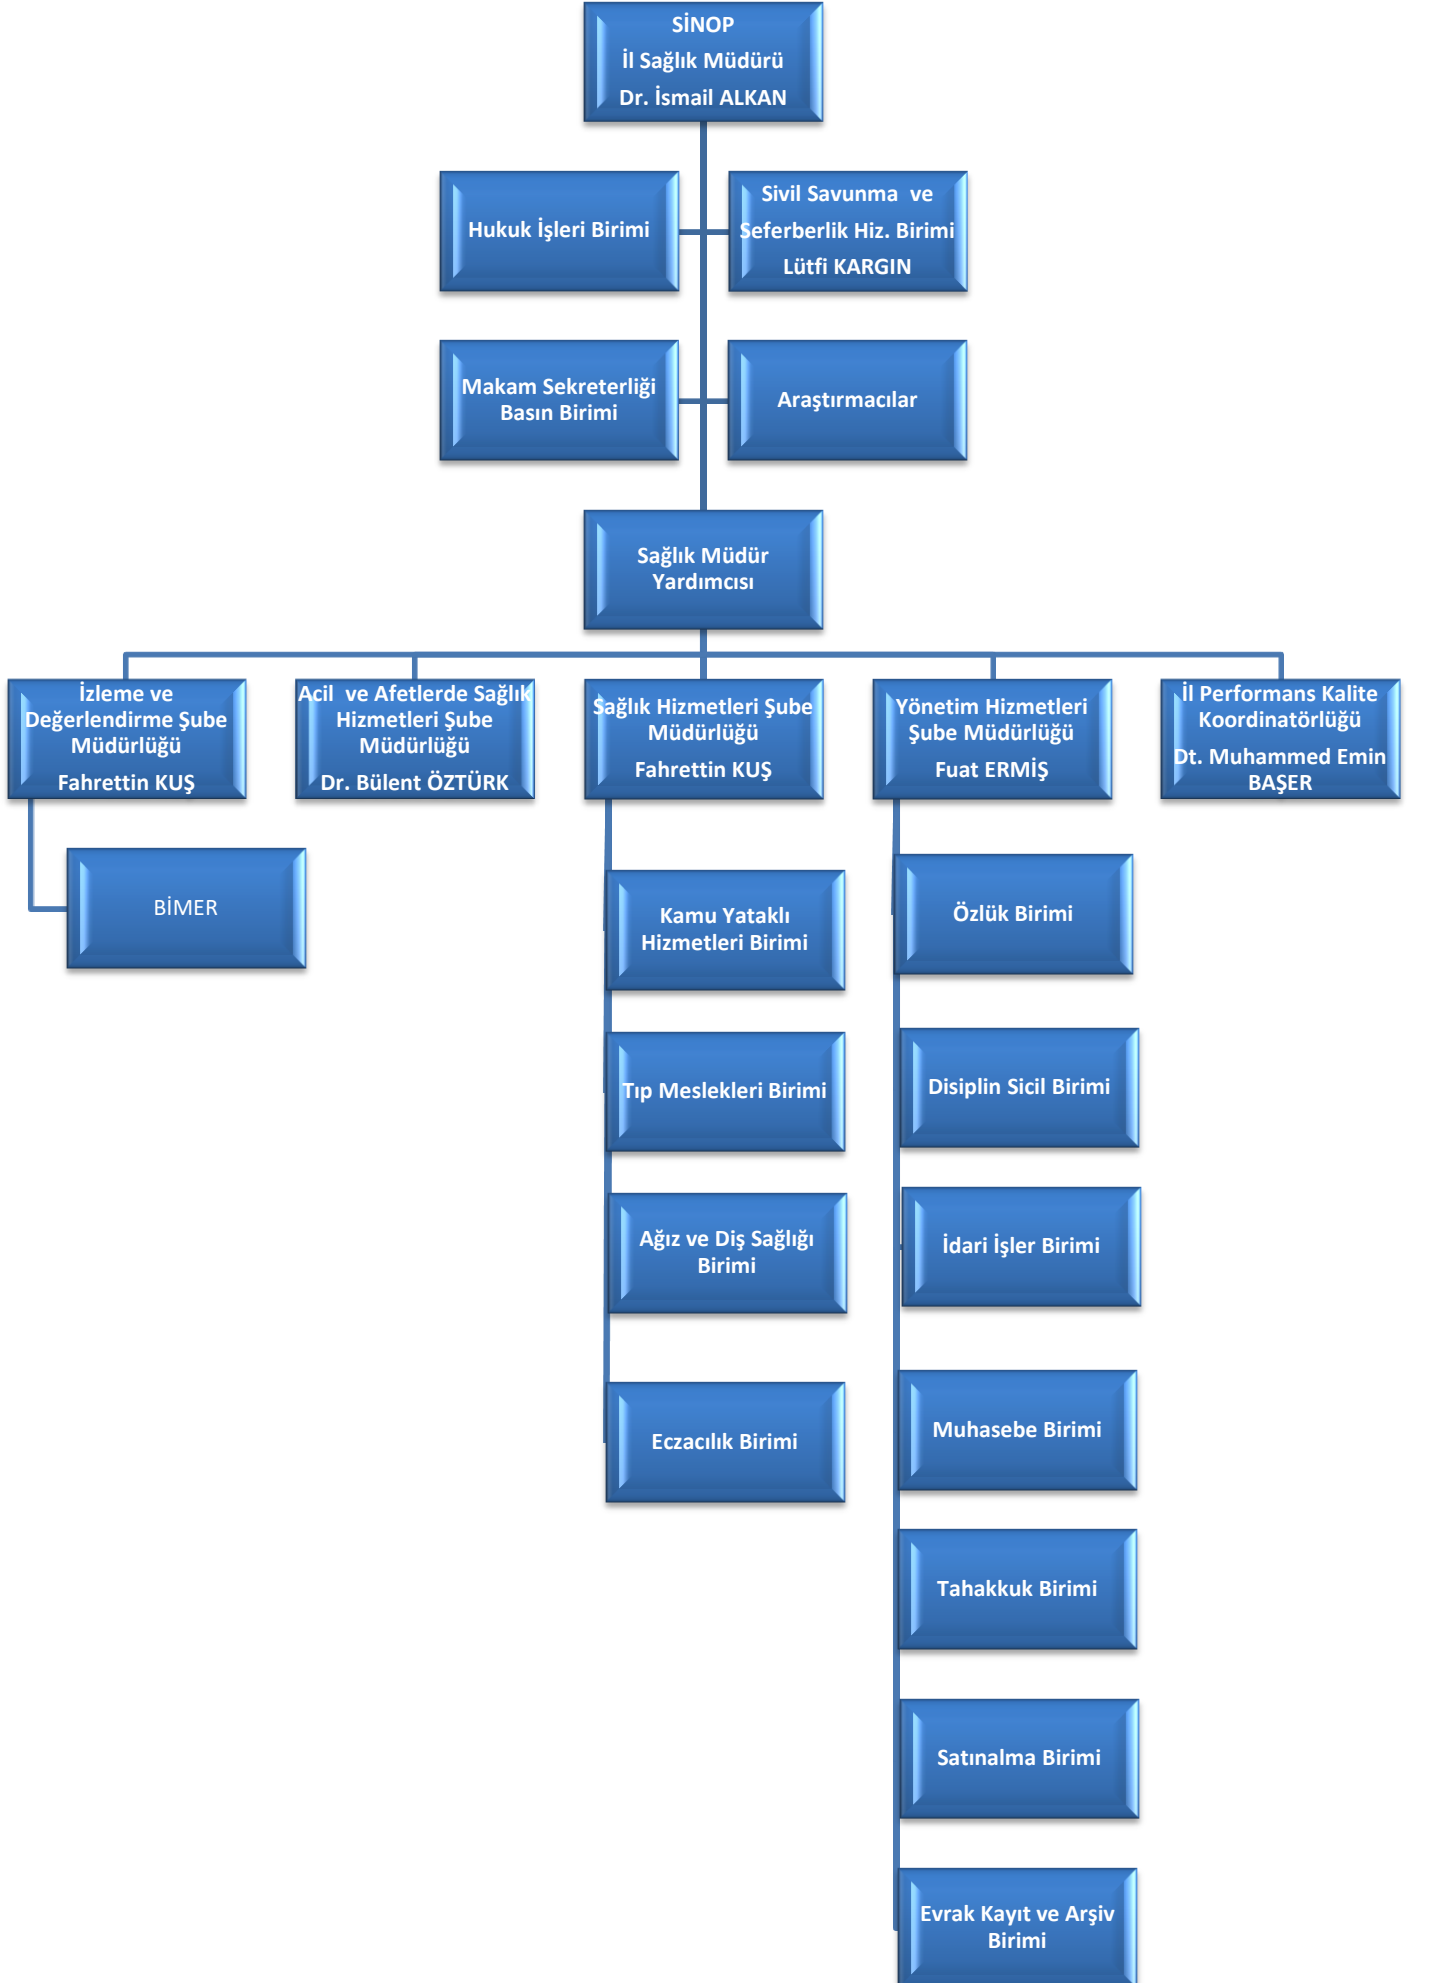 SİNOP
İl Sağlık Müdürü
Dr. İsmail ALKAN
Hukuk İşleri Birimi
Sivil Savunma ve
Seferberlik Hiz. Birimi
Lütfi KARGIN
Makam Sekreterliği
Basın Birimi
Araştırmacılar
Sağlık Müdür
Yardımcısı
İzleme ve
Değerlendirme Şube
Müdürlüğü
Fahrettin KUŞ
Acil ve Afetlerde Sağlık
Hizmetleri Şube
Müdürlüğü
Dr. Bülent ÖZTÜRK
Sağlık Hizmetleri Şube
Müdürlüğü
Fahrettin KUŞ
Yönetim Hizmetleri
Şube Müdürlüğü
Fuat ERMİŞ
İl Performans Kalite
Koordinatörlüğü
Dt. Muhammed Emin
BAŞER
BİMER
Kamu Yataklı
Hizmetleri Birimi
Tıp Meslekleri Birimi
Ağız ve Diş Sağlığı
Birimi
Eczacılık Birimi
Özlük Birimi
Disiplin Sicil Birimi
İdari İşler Birimi
Muhasebe Birimi
Tahakkuk Birimi
Satınalma Birimi
Evrak Kayıt ve Arşiv
Birimi